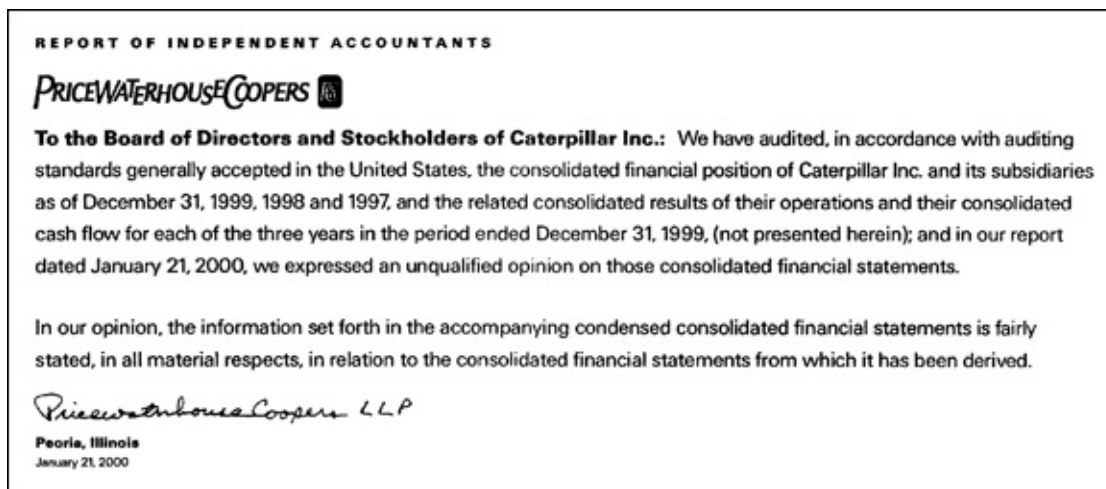 REPORT OF INDEPENDENT ACCOUNTANTS
PRICEWATERHOUSECOOPERS
To the Board of Directors and Stockholders of Caterpillar Inc.: We have audited, in accordance with auditing
standards generally accepted in the United States, the consolidated financial position of Caterpillar Inc. and its subsidiaries
as of December 31, 1999, 1998 and 1997, and the related consolidated results of their operations and their consolidated
cash flow for each of the three years in the period ended December 31, 1999, (not presented herein); and in our report
dated January 21, 2000, we expressed an unqualified opinion on those consolidated financial statements.
In our opinion, the information set forth in the accompanying condensed consolidated financial statements is fairly
stated, in all material respects, in relation to the consolidated financial statements from which it has been derived.
PricewaterhouseCoopers LLP
Peoria, Illinois
January 21, 2000